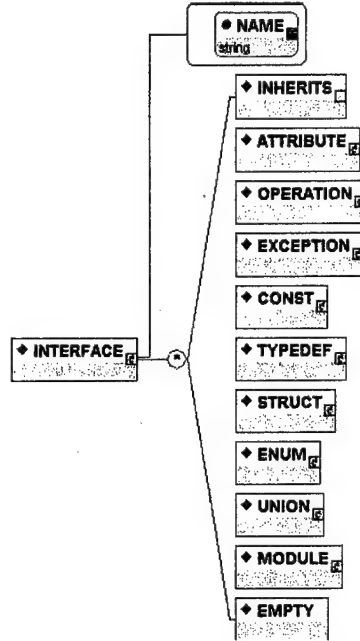 NAME
string
INHERITS
ATTRIBUTE
OPERATION
EXCEPTION
CONST
INTERFACE
TYPEDEF
STRUCT
ENUM
UNION
MODULE
EMPTY